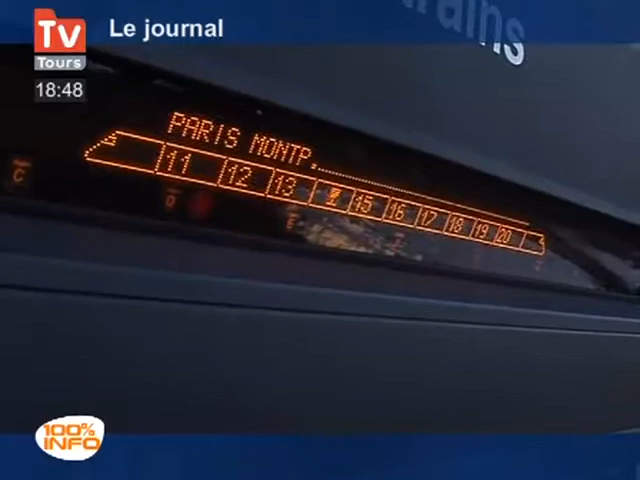 Tv
Tours
Le journal
18:48
trains
PARIS MONTP.
11 12 13 15 16 17 18 19 20
C
D
E
100%
INFO